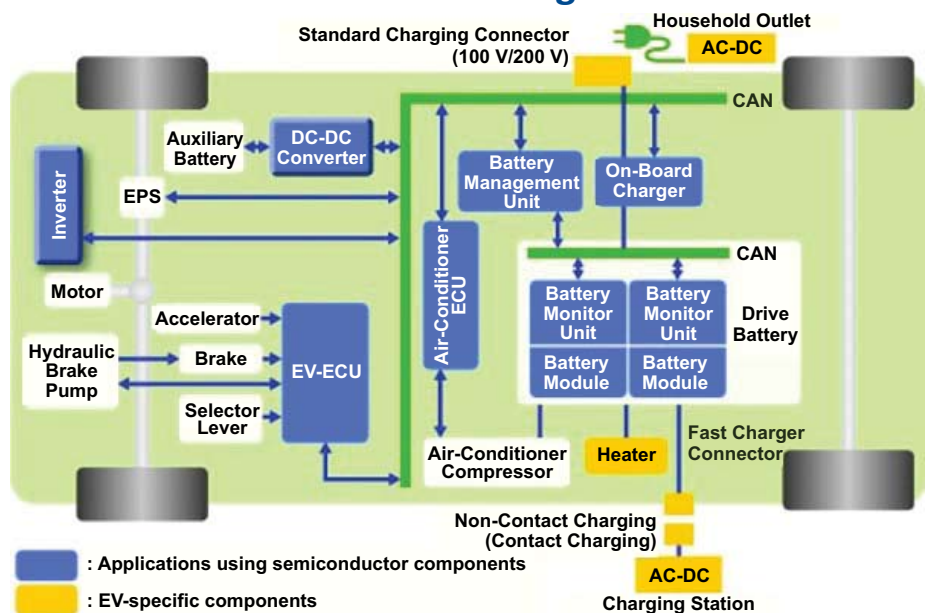 Household Outlet
Standard Charging Connector
(100 V/200 V)
AC-DC
CAN
Auxiliary
Battery
DC-DC
Converter
Battery
Management
Unit
On-Board
Charger
EPS
Inverter
Air-Conditioner
ECU
CAN
Motor
Battery
Monitor
Unit
Battery
Monitor
Unit
Drive
Battery
Accelerator
Hydraulic
Brake
Pump
Brake
EV-ECU
Battery
Module
Battery
Module
Selector
Lever
Air-Conditioner
Compressor
Heater
Fast Charger
Connector
Non-Contact Charging
(Contact Charging)
: Applications using semiconductor components
AC-DC
: EV-specific components
Charging Station